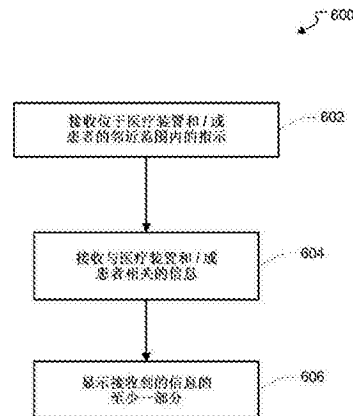 600
接收位于医疗装置和/或
患者的邻近范围内的指示
602
接收与医疗装置和/或
患者相关的信息
604
显示接收到的信息的
至少一部分
606